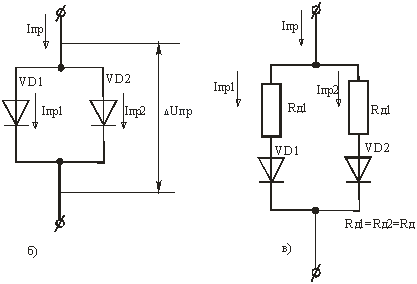 Iпр
VD1
VD2
Iпр1
Iпр2
ΔUпр
б)
Iпр
Iпр1
Iпр2
Rд1
Rд1
VD1
VD2
Rд1=Rд2=Rд
в)